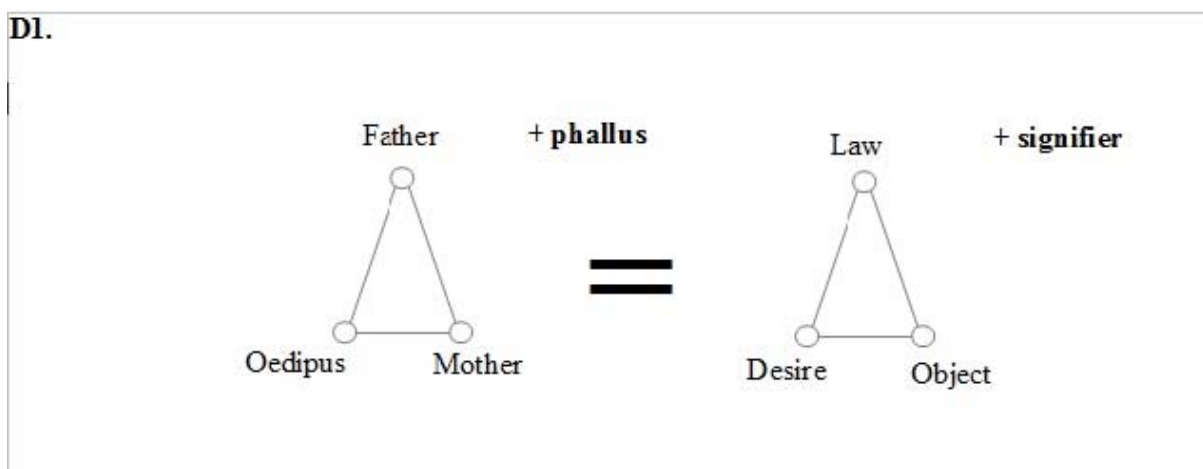 D1.
Father + phallus
Law + signifier
=
Oedipus Mother
Desire Object